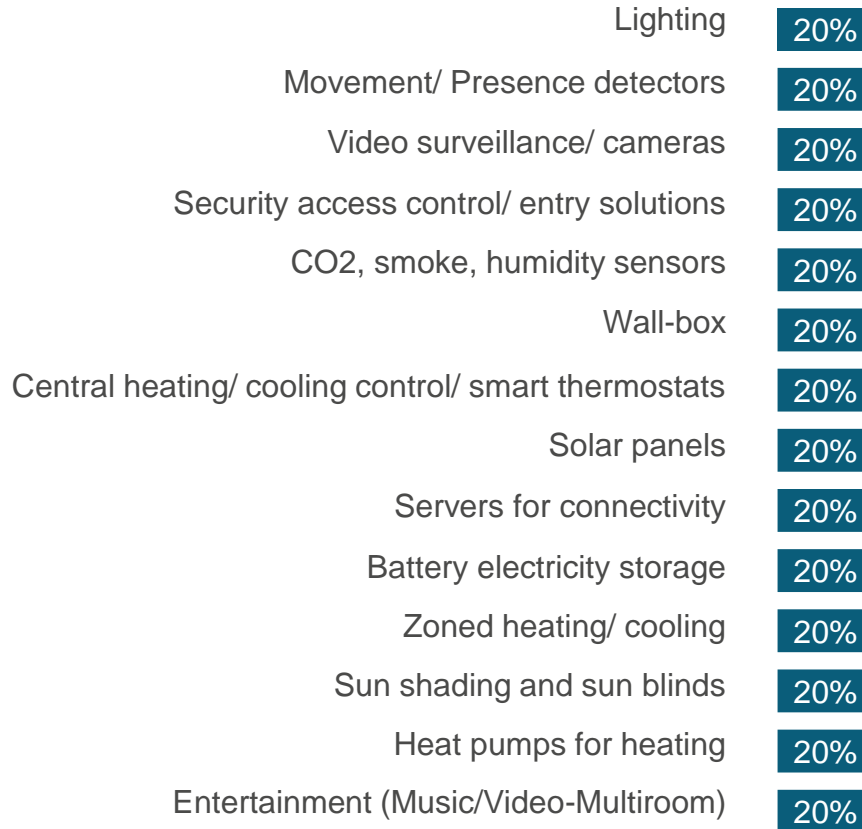 Lighting 20%
Movement/ Presence detectors 20%
Video surveillance/ cameras 20%
Security access control/ entry solutions 20%
CO2, smoke, humidity sensors 20%
Wall-box 20%
Central heating/ cooling control/ smart thermostats 20%
Solar panels 20%
Servers for connectivity 20%
Battery electricity storage 20%
Zoned heating/ cooling 20%
Sun shading and sun blinds 20%
Heat pumps for heating 20%
Entertainment (Music/Video-Multiroom) 20%